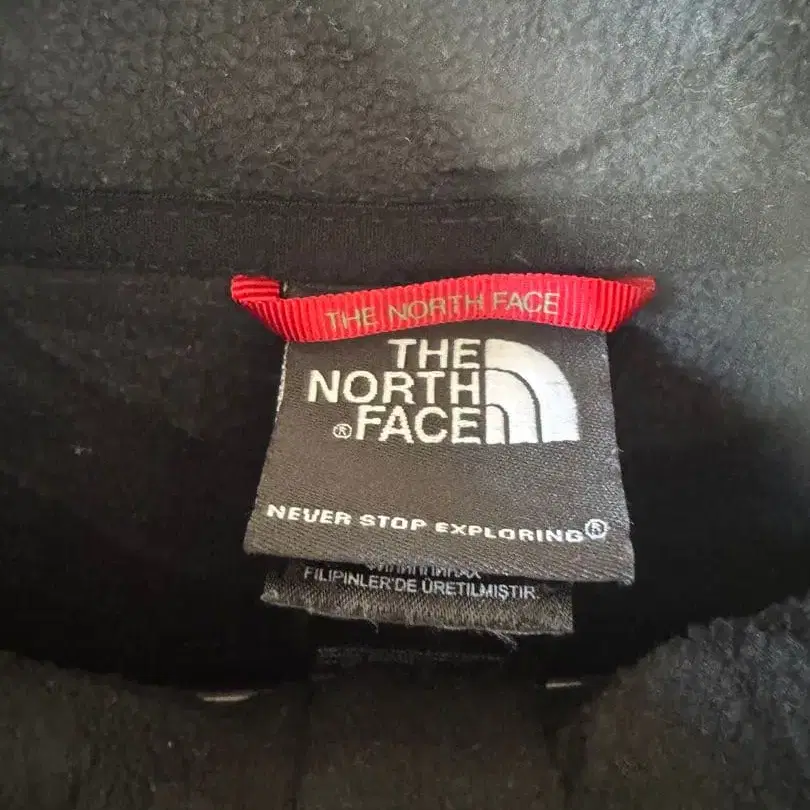 THE NORTH FACE
THE
NORTH
®FACE
NEVER STOP EXPLORING®
FILIPINLER'DE ÜRETILMIŞTIR.